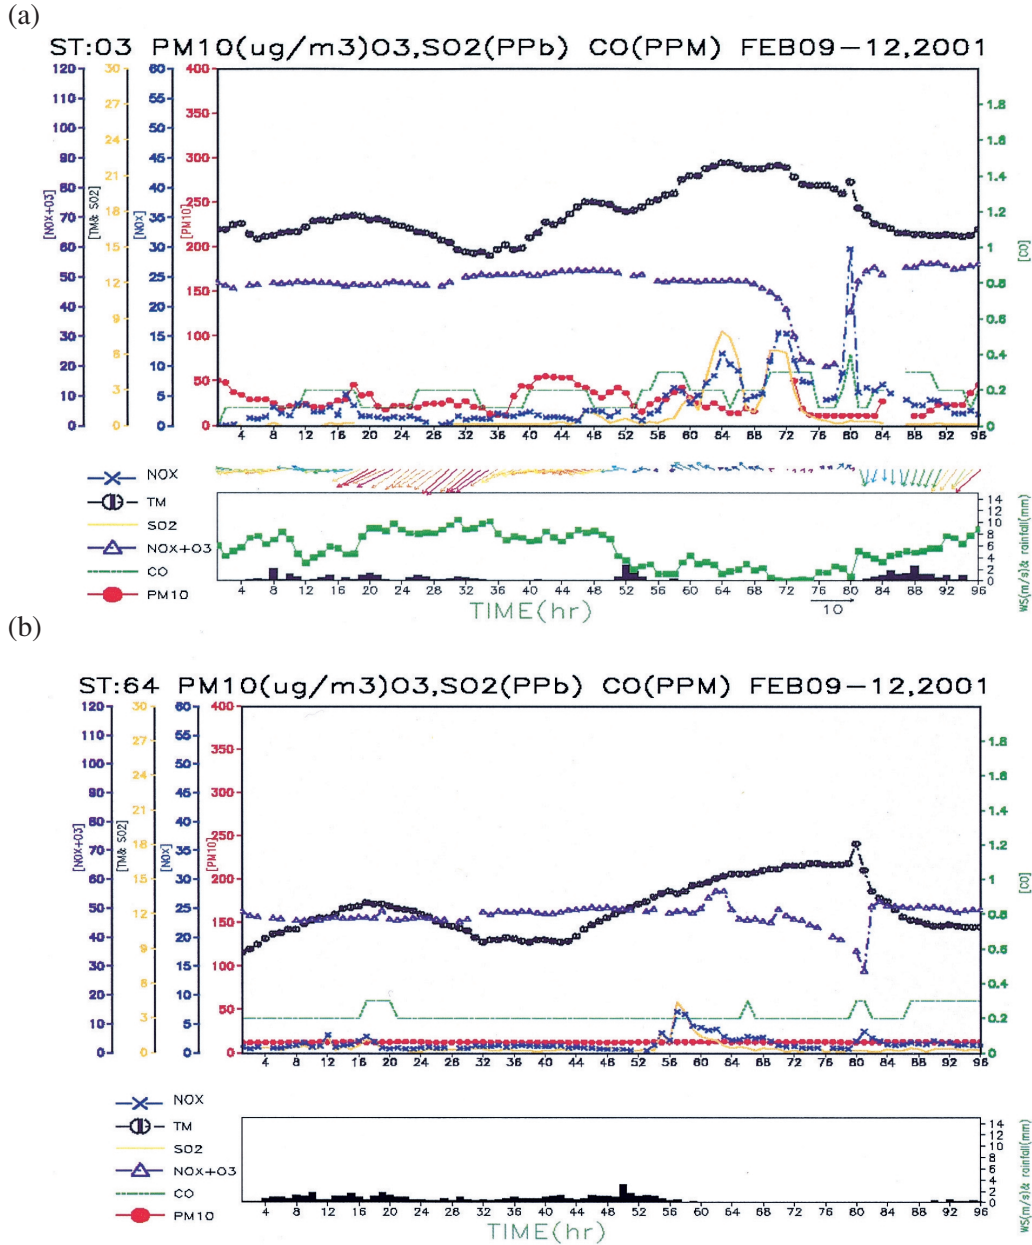 (a)
ST:03 PM10(ug/m3)O3,SO2(PPb) CO(PPM) FEB09-12,2001
120 30 60 400
110 27 55 350 1.8
100 24 50 1.6
90 45 300 1.4
80 21 40 250 1.2
70 18 35
60 15 30 200 1
50 12 25 150 0.8
40 9 20 0.6
30 15 100 0.4
20 6 10 50 0.2
10 3 5
0 0 0 0 0
[NOX+O3] [TM& SO2] [NOX] [PM10] [CO]
4 8 12 16 20 24 28 32 36 40 44 48 52 56 60 64 68 72 76 80 84 88 92 96
NOX
TM
SO2
NOX+O3
CO
PM10
14
12
10
8
6
4
2
0
WS(m/s)& rainfall(mm)
4 8 12 16 20 24 28 32 36 40 44 48 52 56 60 64 68 72 76 80 84 88 92 96
TIME(hr)
10
(b)
ST:64 PM10(ug/m3)O3,SO2(PPb) CO(PPM) FEB09-12,2001
120 30 60 400
110 27 55 350 1.8
100 24 50 1.6
90 45 300 1.4
80 21 40 250 1.2
70 18 35
60 15 30 200 1
50 12 25 150 0.8
40 9 20 0.6
30 15 100 0.4
20 6 10 50 0.2
10 3 5
0 0 0 0 0
[NOX+O3] [TM& SO2] [NOX] [PM10] [CO]
4 8 12 16 20 24 28 32 36 40 44 48 52 56 60 64 68 72 76 80 84 88 92 96
NOX
TM
SO2
NOX+O3
CO
PM10
14
12
10
8
6
4
2
0
WS(m/s)& rainfall(mm)
4 8 12 16 20 24 28 32 36 40 44 48 52 56 60 64 68 72 76 80 84 88 92 96
TIME(hr)